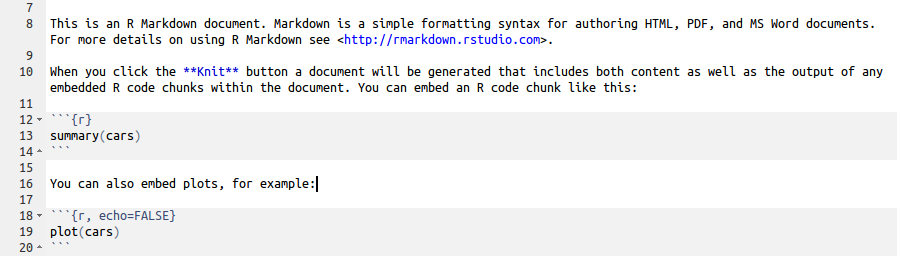 7
8 This is an R Markdown document. Markdown is a simple formatting syntax for authoring HTML, PDF, and MS Word documents.
For more details on using R Markdown see <http://rmarkdown.rstudio.com>.
9
10 When you click the **Knit** button a document will be generated that includes both content as well as the output of any
embedded R code chunks within the document. You can embed an R code chunk like this:
11
12 ```{r}
13 summary(cars)
14 ```
15
16 You can also embed plots, for example:
17
18 ```{r, echo=FALSE}
19 plot(cars)
20 ```